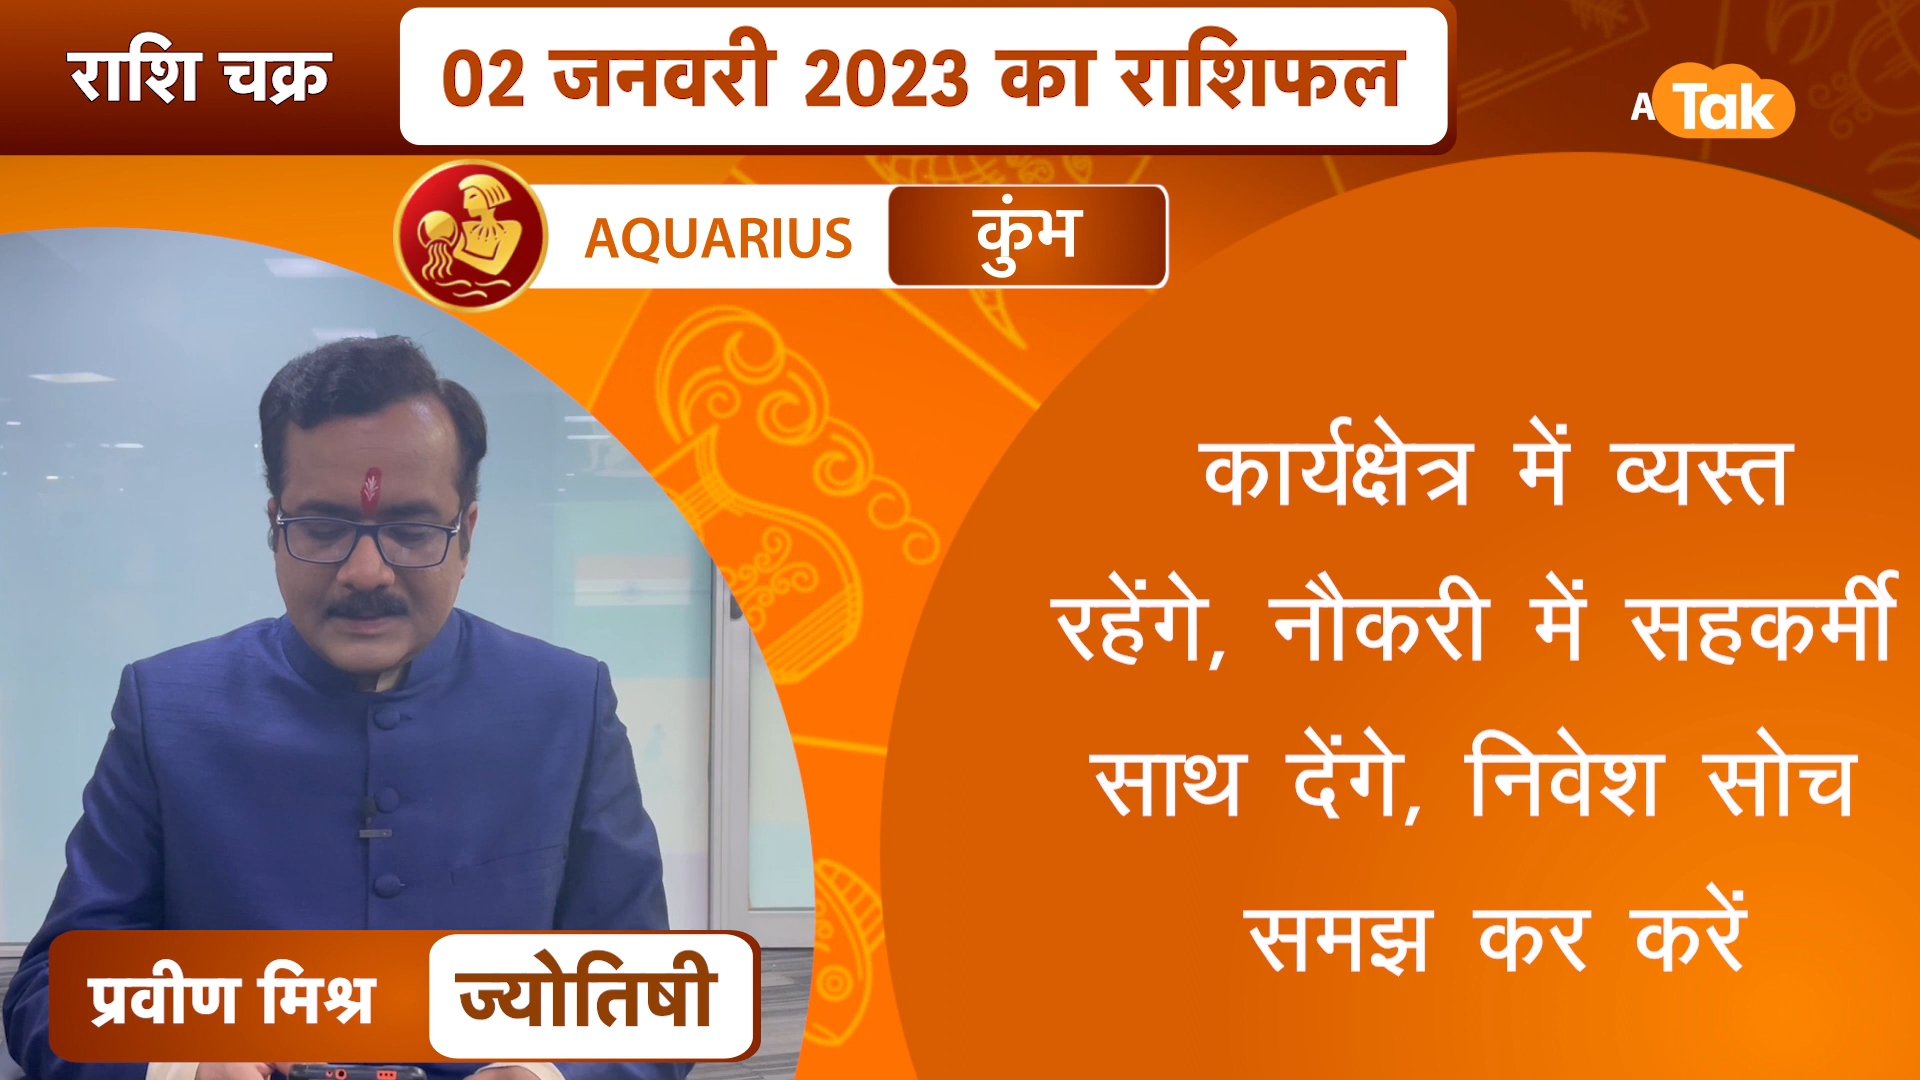 राशि चक्र
02 जनवरी 2023 का राशिफल
A Tak
AQUARIUS
कुंभ
कार्यक्षेत्र में व्यस्त
रहेंगे, नौकरी में सहकर्मी
साथ देंगे, निवेश सोच
समझ कर करें
प्रवीण मिश्र
ज्योतिषी